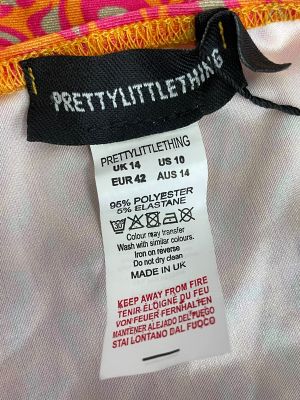 PRETTYLITTLETHING
PRETTYLITTLETHING
UK 14 US 10
EUR 42 AUS 14
95% POLYESTER
5% ELASTANE
Colour may transfer
Wash with similar colours.
Iron on reverse
Do not dry clean
MADE IN UK
KEEP AWAY FROM FIRE
TENIR ÉLOIGNÉ DU FEU
VON FEUER FERNHALTEN
MANTENER ALEJADO DEL FUEGO
STAI LONTANO DAL FUOCO